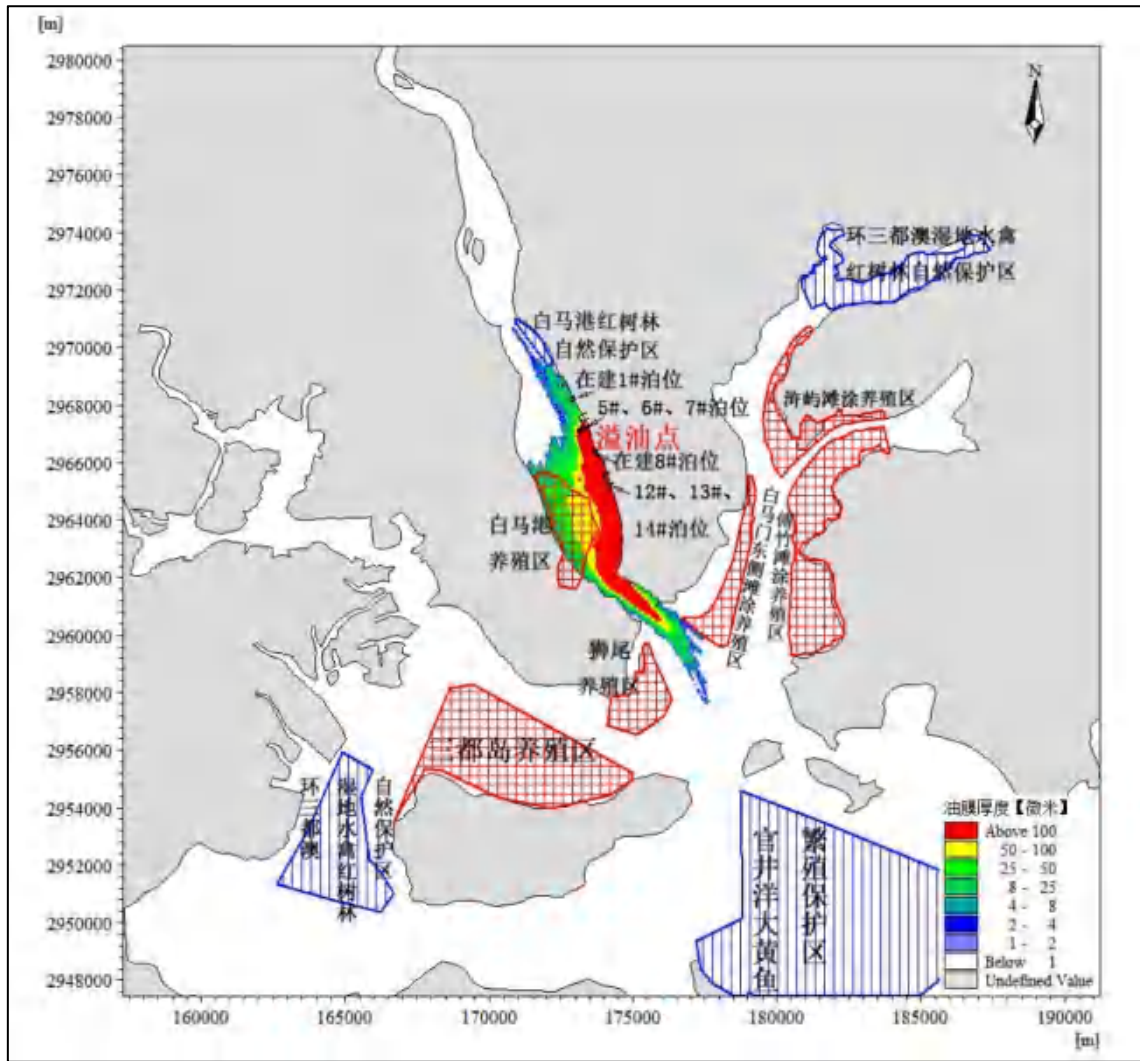 [m]
2980000
2978000
2976000
2974000
2972000
2970000
2968000
2966000
2964000
2962000
2960000
2958000
2956000
2954000
2952000
2950000
2948000
N
环三都澳湿地水禽
红树林自然保护区
白马港红树林
自然保护区
在建1#泊位
5#、6#、7#泊位
溢油点
在建8#泊位
12#、13#、
14#泊位
白马港
养殖区
浒屿滩涂养殖区
白马门东侧滩涂养殖区
滩涂养殖区
狮尾
养殖区
三都岛养殖区
环三都澳
湿地水禽红树林
自然保护区
官井洋大黄鱼
繁殖保护区
油膜厚度【微米】
Above 100
50 - 100
25 - 50
8 - 25
4 - 8
2 - 4
1 - 2
Below 1
Undefined Value
160000
165000
170000
175000
180000
185000
190000
[m]